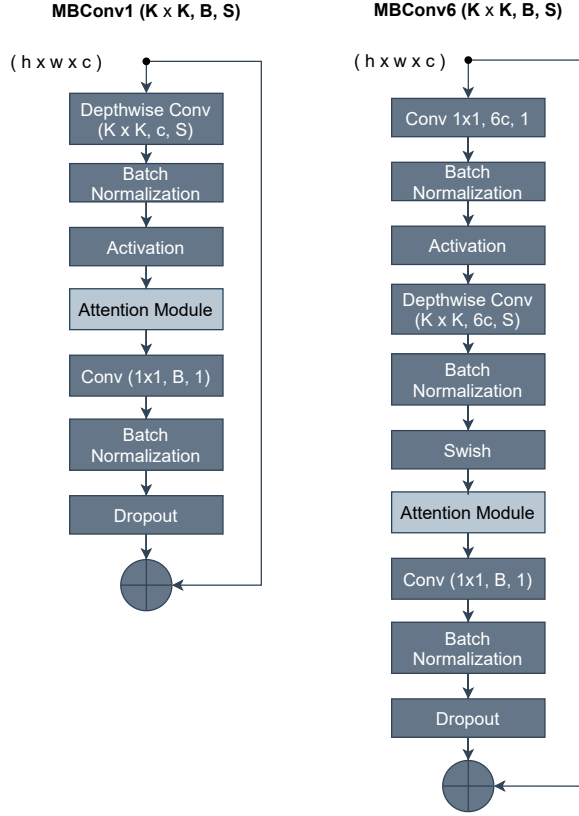 MBConv1 (K x K, B, S)
( h x w x c )
Depthwise Conv
(K x K, c, S)
Batch
Normalization
Activation
Attention Module
Conv (1x1, B, 1)
Batch
Normalization
Dropout
MBConv6 (K x K, B, S)
( h x w x c )
Conv 1x1, 6c, 1
Batch
Normalization
Activation
Depthwise Conv
(K x K, 6c, S)
Batch
Normalization
Swish
Attention Module
Conv (1x1, B, 1)
Batch
Normalization
Dropout